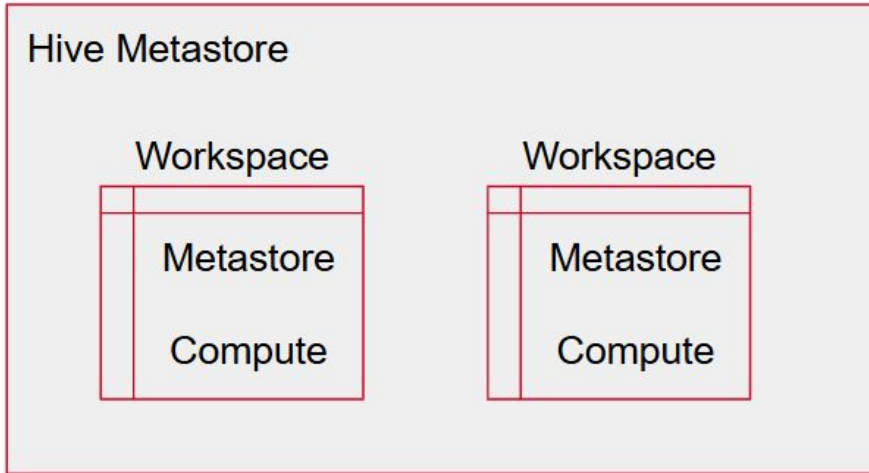 Hive Metastore
Workspace
Metastore
Compute
Workspace
Metastore
Compute